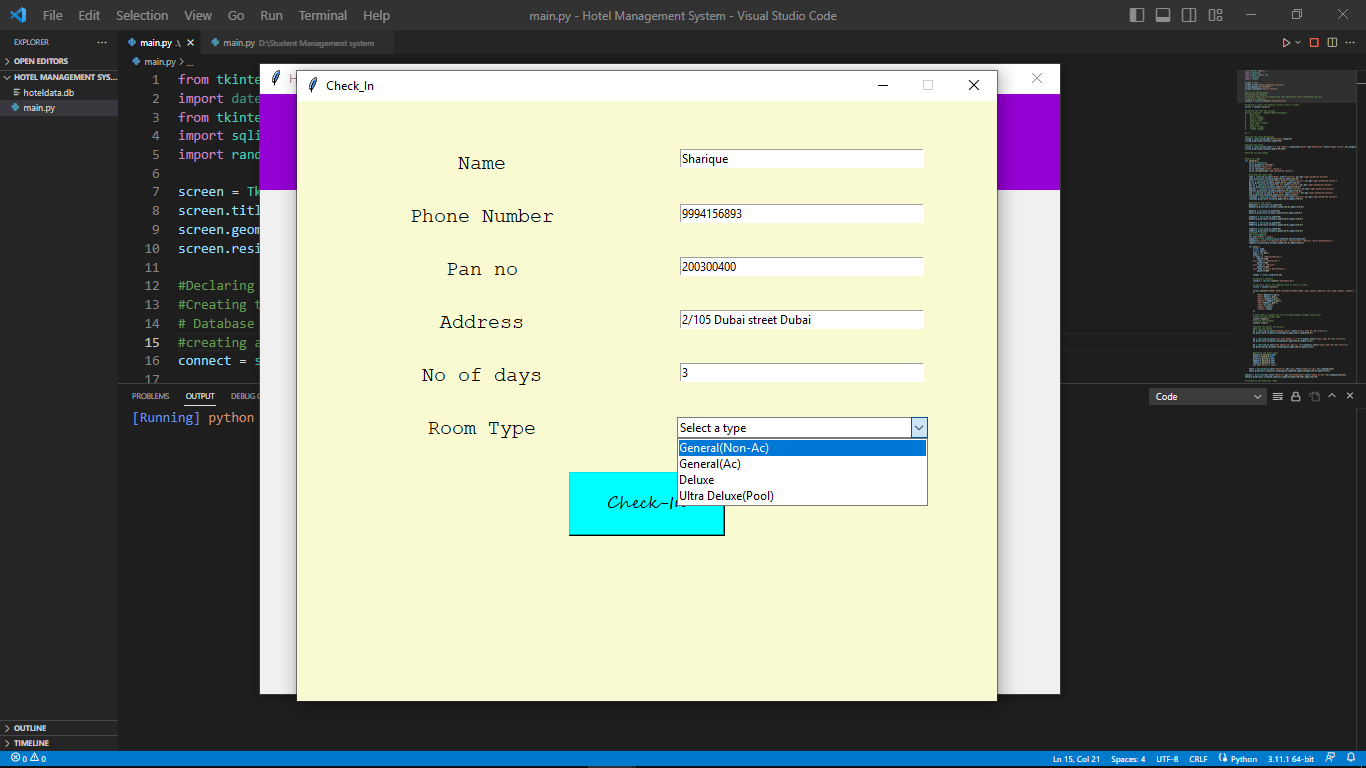 File Edit Selection View Go Run Terminal Help
main.py - Hotel Management System - Visual Studio Code
EXPLORER
OPEN EDITORS
HOTEL MANAGEMENT SYS...
hoteldata.db
main.py
main.py .\
main.py D:\Student Management system
main.py > ...
1 from tkinte
2 import date
3 from tkinte
4 import sqli
5 import rand
6
7 screen = Tk
8 screen.titl
9 screen.geom
10 screen.resi
11
12 #Declaring
13 #Creating t
14 # Database
15 #creating a
16 connect = s
17
H
Check_In
Name Sharique
Phone Number 9994156893
Pan no 200300400
Address 2/105 Dubai street Dubai
No of days 3
Room Type Select a type
General(Non-Ac)
General(Ac)
Deluxe
Ultra Deluxe(Pool)
Check-In
PROBLEMS OUTPUT DEBUG C
Code
[Running] python
OUTLINE
TIMELINE
0 0
Ln 15, Col 21 Spaces: 4 UTF-8 CRLF Python 3.11.1 64-bit